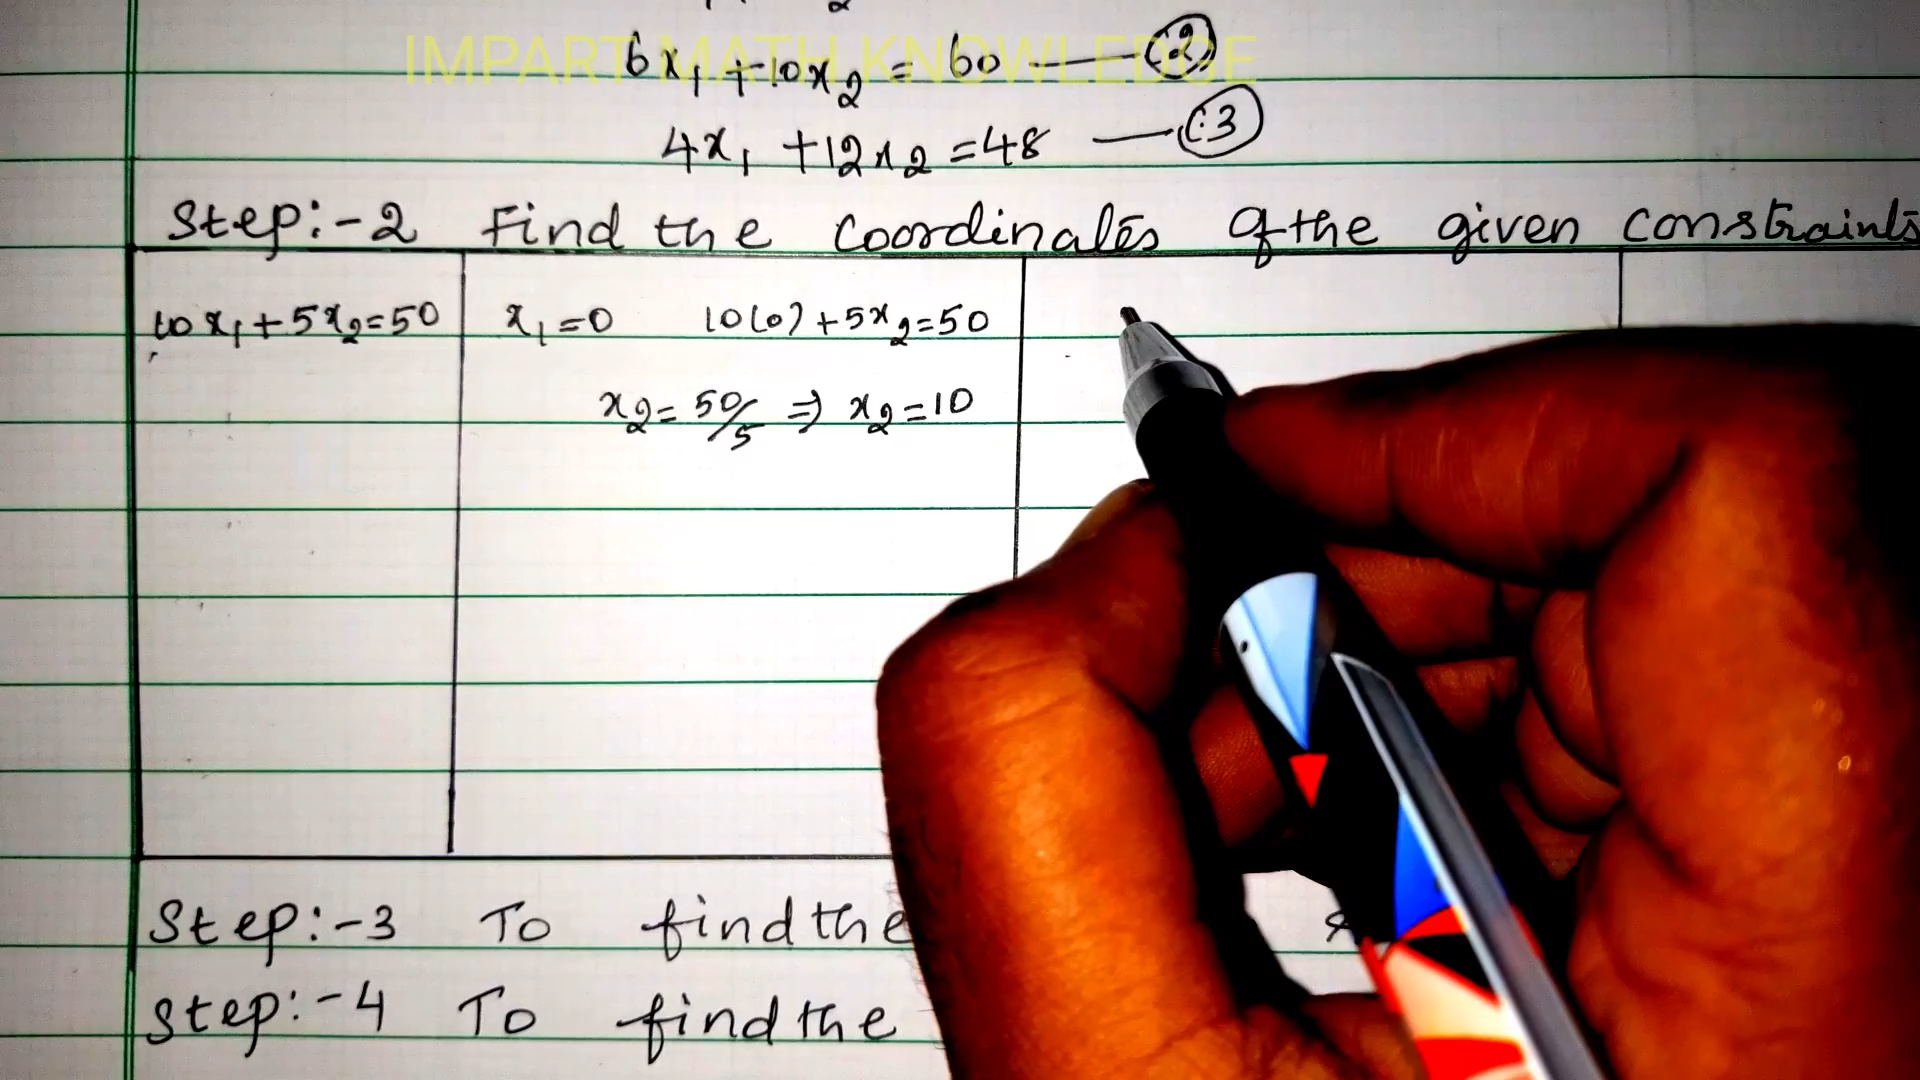 IMPART MATH KNOWLEDGE
6x₁ + 10x₂ = 60 —— (:2)
4x₁ + 12x₂ = 48 —— (:3)
Step:-2 Find the coordinates of the given constraints
10x₁ + 5x₂ = 50 x₁ = 0 10(0) + 5x₂ = 50
x₂ = 50/5 ⇒ x₂ = 10
Step:-3 To find the
Step:-4 To find the